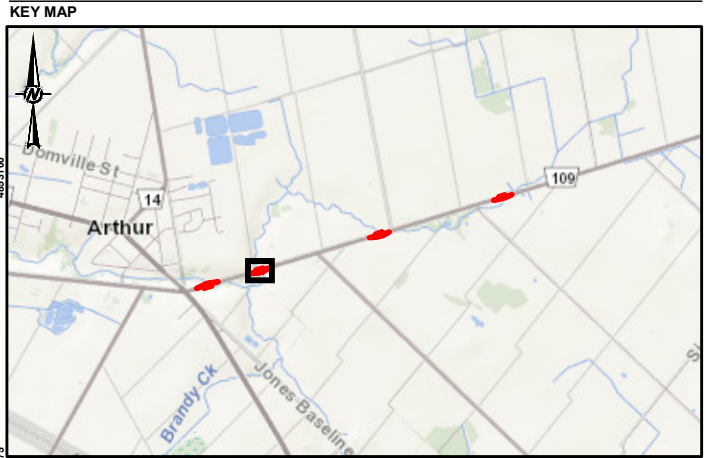 KEY MAP
N
Domville St
14
109
Arthur
Brandy Ck
Jones Baseline